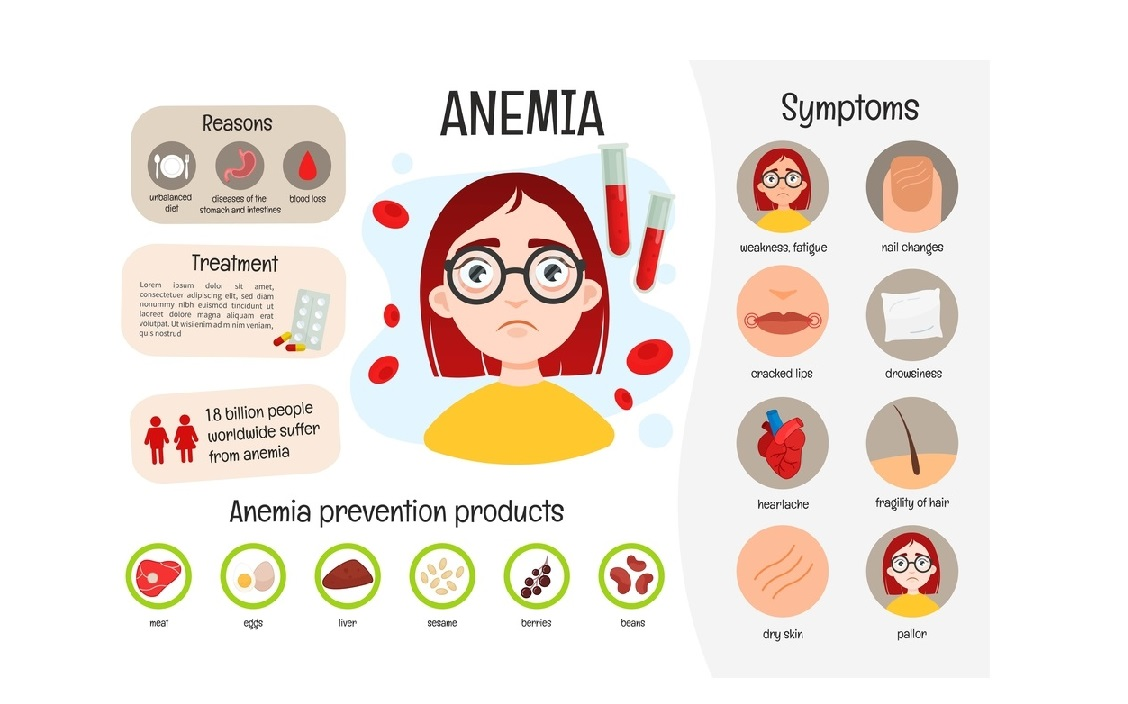 ANEMIA
Reasons
unbalanced
diet
diseases of the
stomach and intestines
blood loss
Treatment
Lorem ipsum dolor sit amet,
consectetuer adipiscing elit, sed diam
nonummy nibh euismod tincidunt ut
lacreet dolore magna aliquam erat
volutpat. Ut wisi enim ad minim veniam,
quis nostrud
18 billion people
worldwide suffer
from anemia
Anemia prevention products
meat
eggs
liver
sesame
berries
beans
Symptoms
weakness, fatigue
nail changes
cracked lips
drowsiness
hearlache
fragility of hair
dry skin
pallor